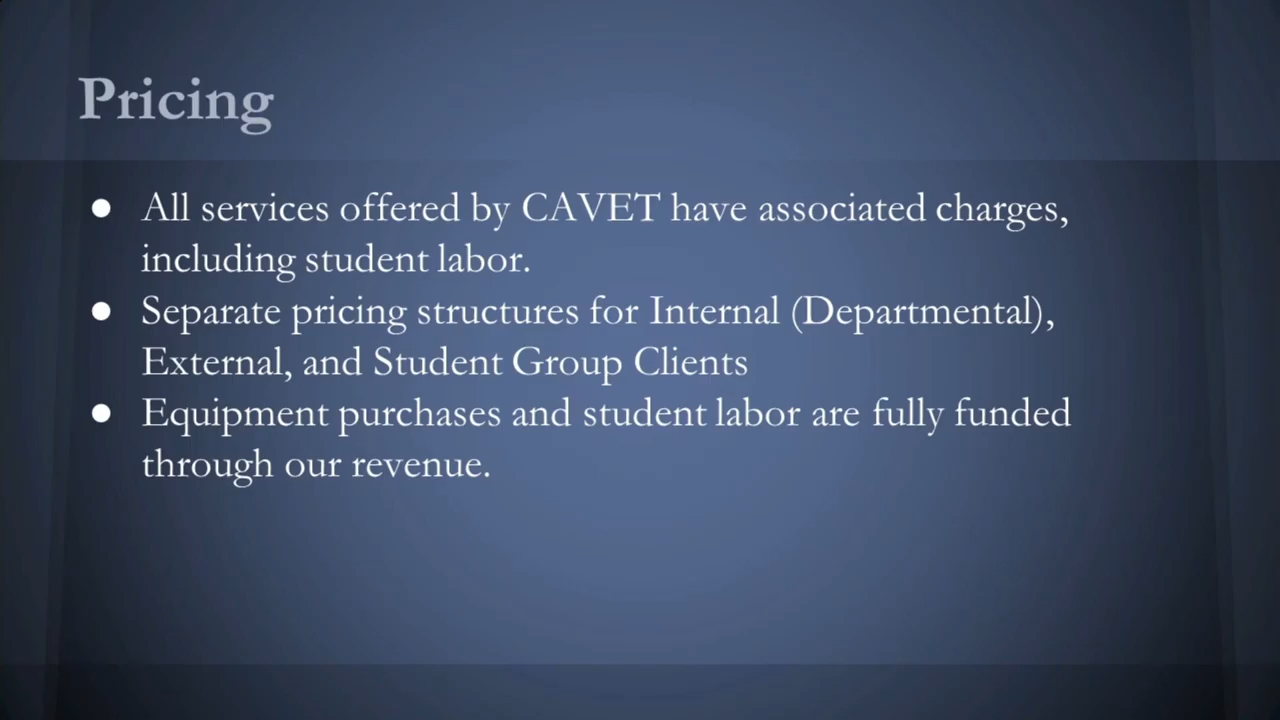 Pricing
● All services offered by CAVET have associated charges,
including student labor.
● Separate pricing structures for Internal (Departmental),
External, and Student Group Clients
● Equipment purchases and student labor are fully funded
through our revenue.